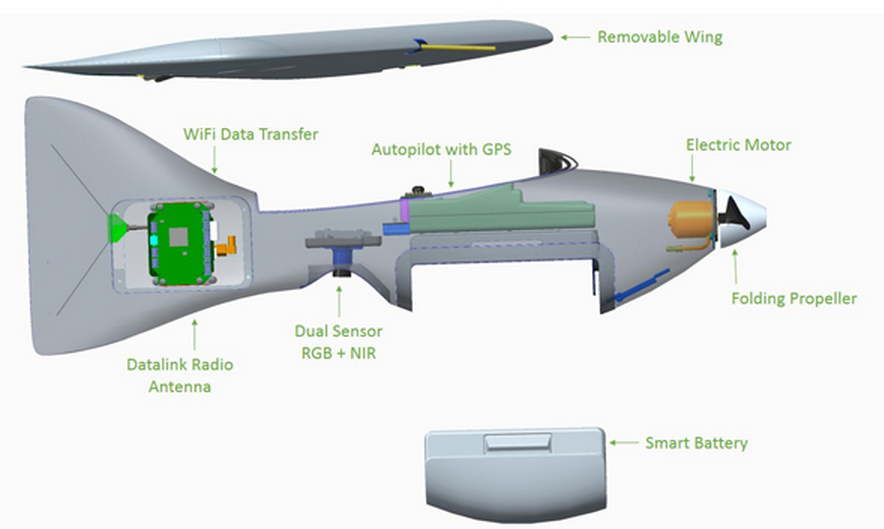 Removable Wing
WiFi Data Transfer
Autopilot with GPS
Electric Motor
Folding Propeller
Dual Sensor
RGB + NIR
Datalink Radio
Antenna
Smart Battery